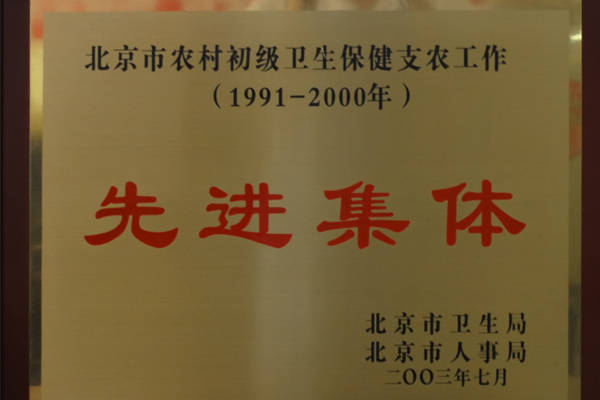 北京市农村初级卫生保健支农工作
（1991-2000年）
先进集体
北京市卫生局
北京市人事局
二〇〇三年七月